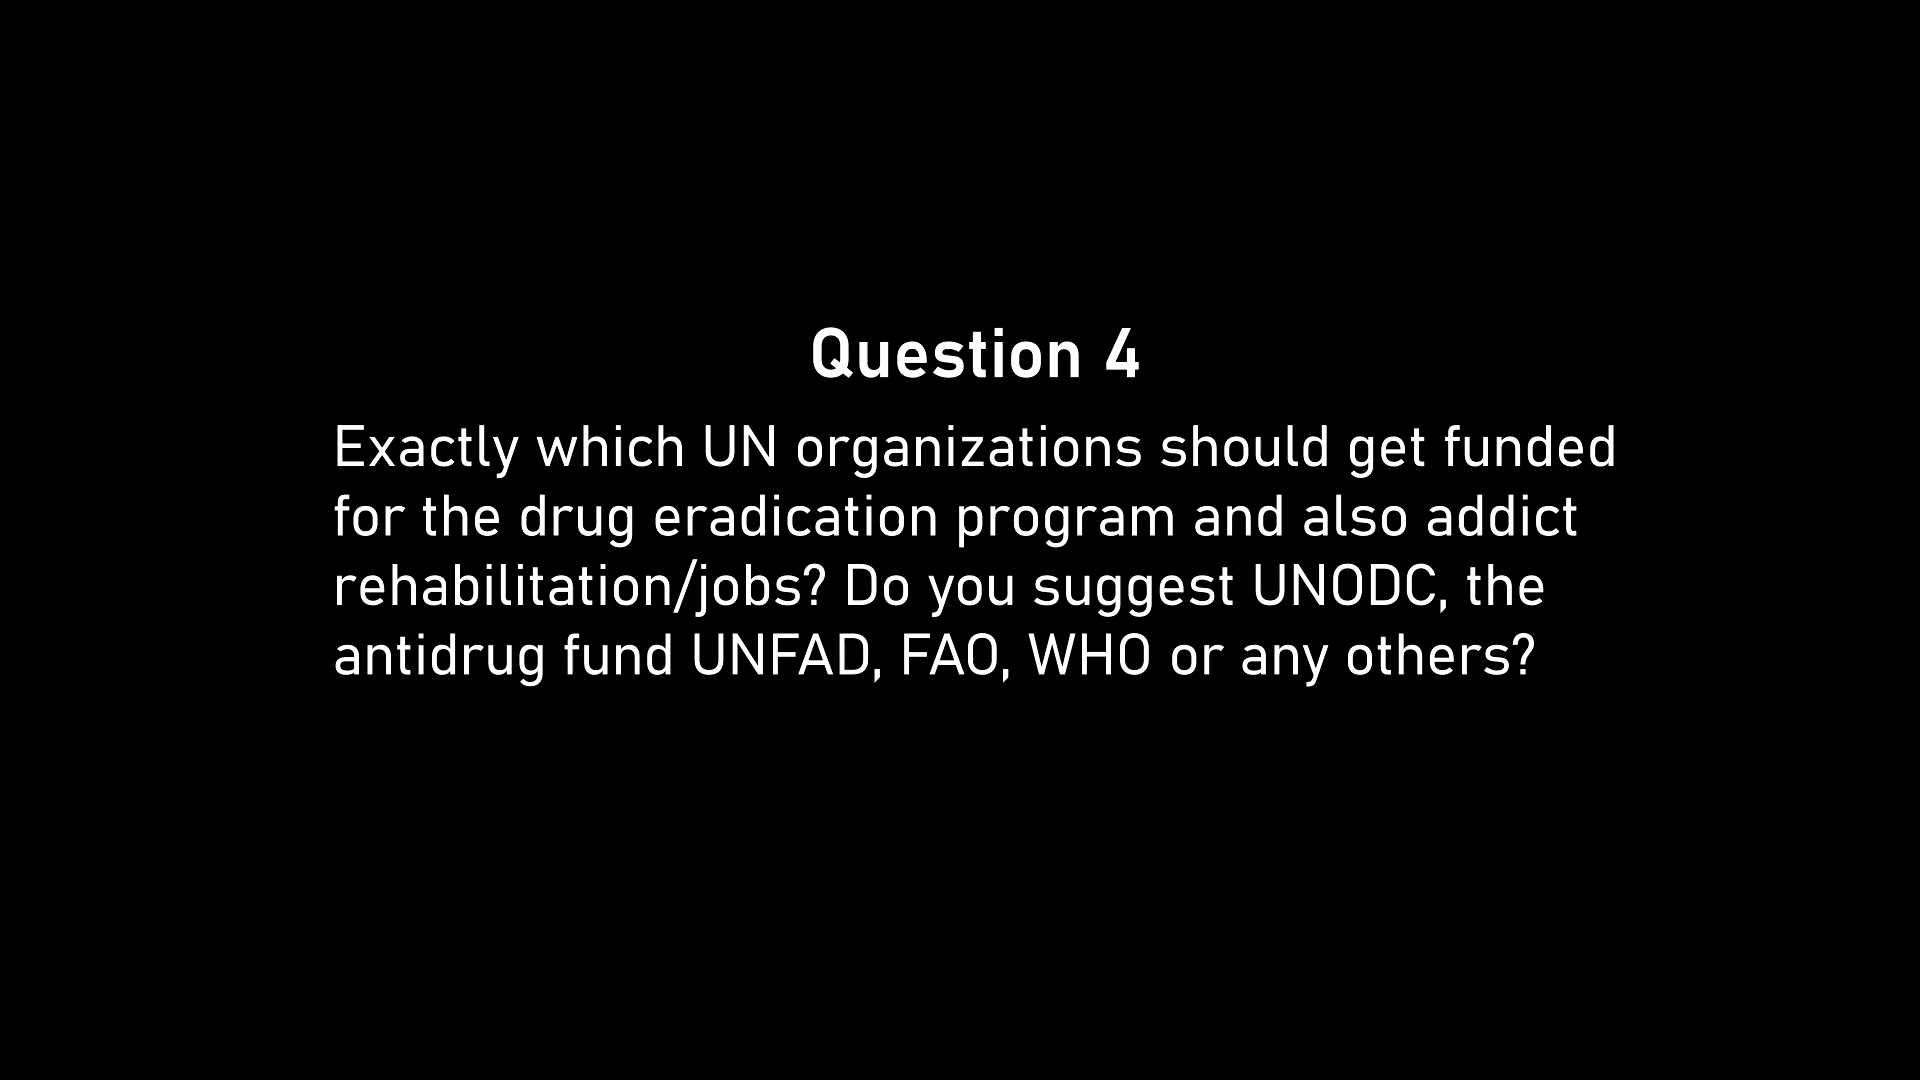 Question 4
Exactly which UN organizations should get funded
for the drug eradication program and also addict
rehabilitation/jobs? Do you suggest UNODC, the
antidrug fund UNFAD, FAO, WHO or any others?